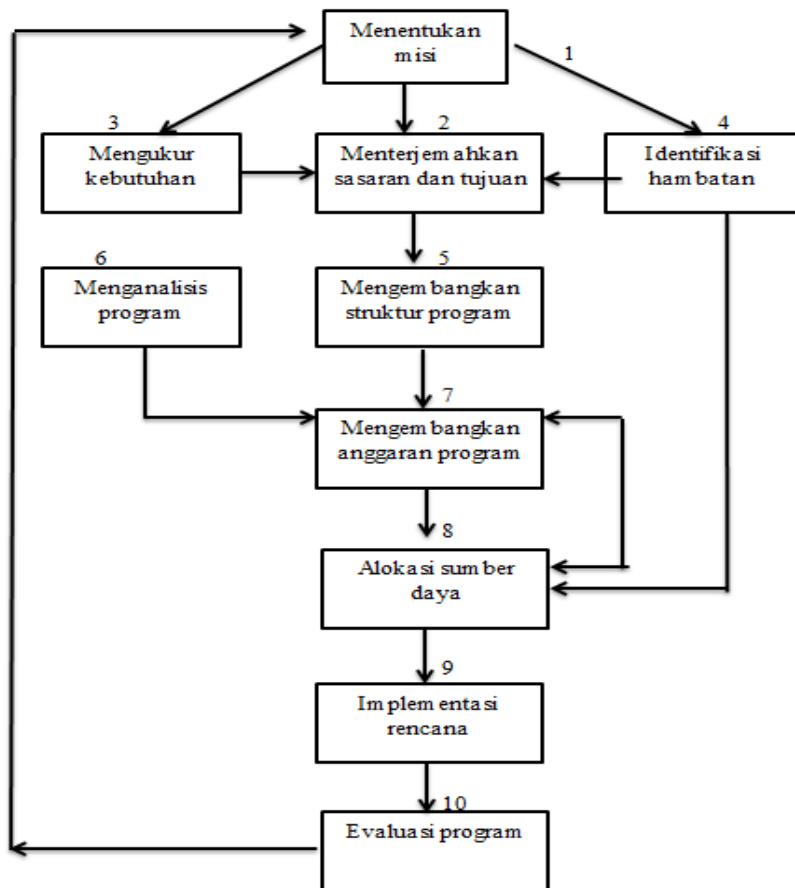 Menentukan
misi
1
3
Mengukur
kebutuhan
2
Menterjemahkan
sasaran dan tujuan
4
Identifikasi
hambatan
6
Menganalisis
program
5
Mengembangkan
struktur program
7
Mengembangkan
anggaran program
8
Alokasi sumber
daya
9
Implementasi
rencana
10
Evaluasi program